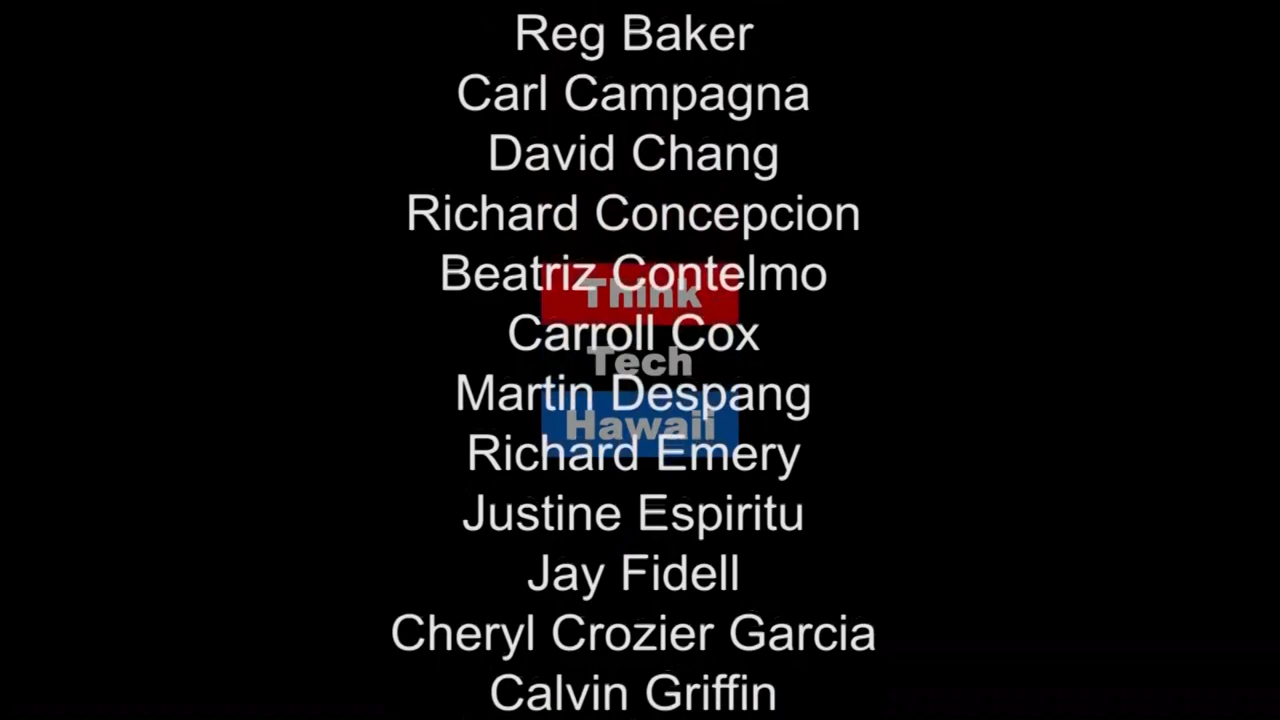 Reg Baker
Carl Campagna
David Chang
Richard Concepcion
Beatriz Contelmo
Think
Carroll Cox
Tech
Martin Despang
Hawaii
Richard Emery
Justine Espiritu
Jay Fidell
Cheryl Crozier Garcia
Calvin Griffin